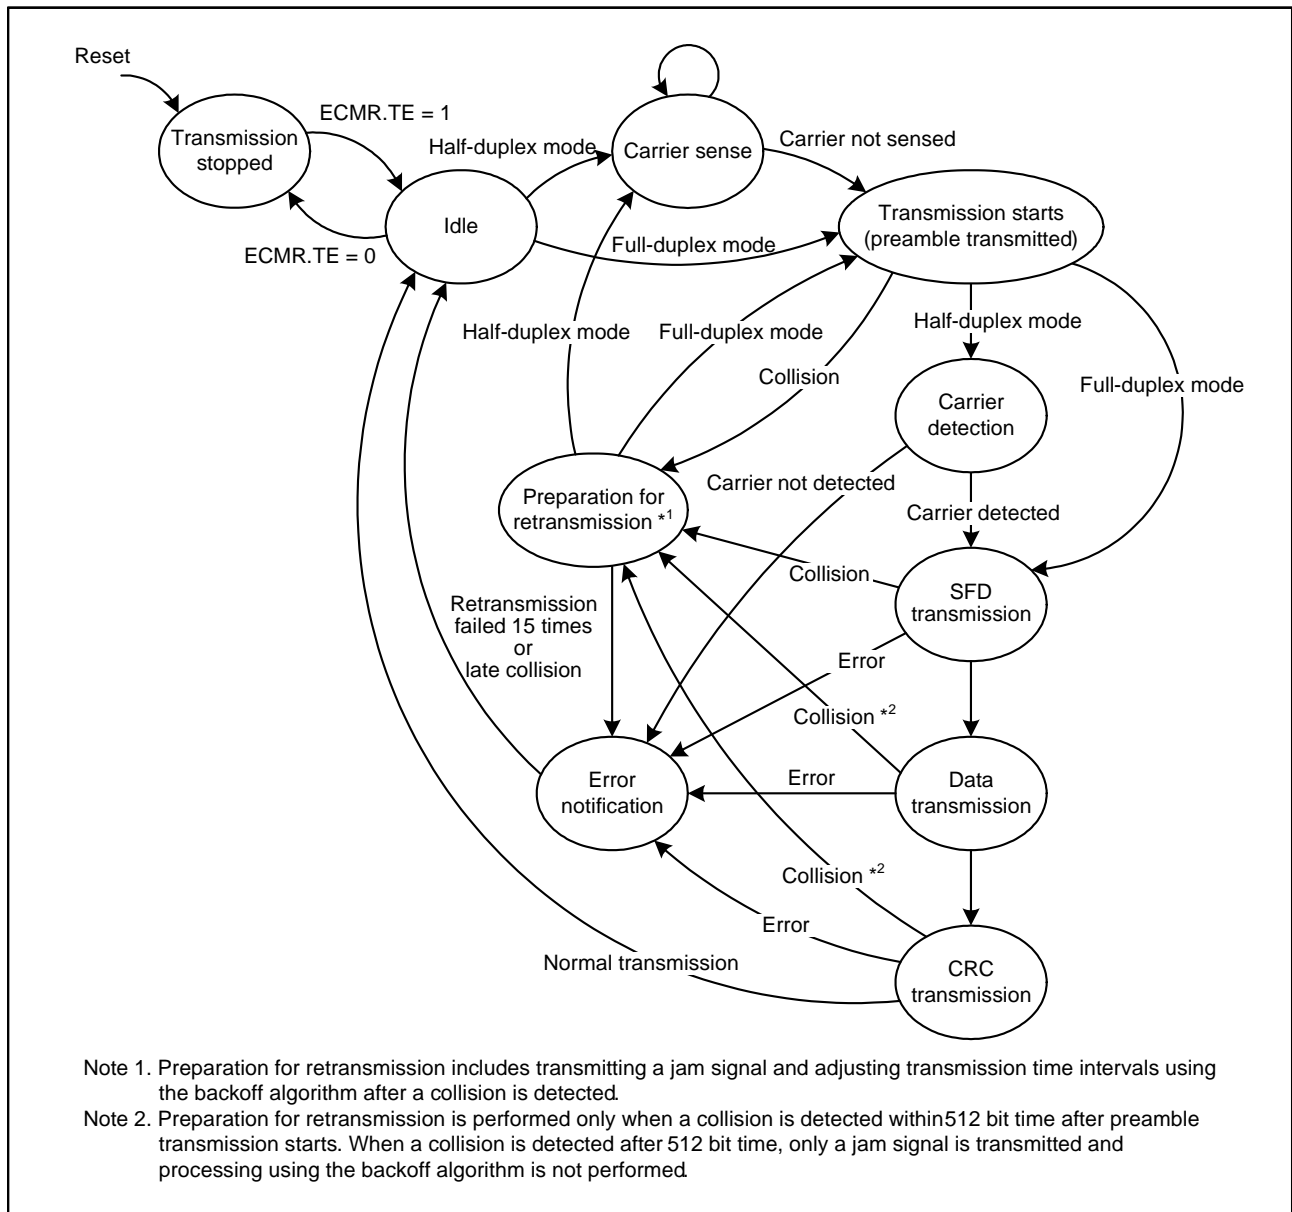 Reset
ECMR.TE = 1
Transmission
stopped
ECMR.TE = 0
Idle
Half-duplex mode
Carrier sense
Carrier not sensed
Full-duplex mode
Transmission starts
(preamble transmitted)
Half-duplex mode
Full-duplex mode
Collision
Half-duplex mode
Full-duplex mode
Carrier
detection
Carrier not detected
Carrier detected
Preparation for
retransmission *1
Collision
SFD
transmission
Retransmission
failed 15 times
or
late collision
Error
Collision *2
Error
notification
Error
Data
transmission
Collision *2
Error
Normal transmission
CRC
transmission
Note 1. Preparation for retransmission includes transmitting a jam signal and adjusting transmission time intervals using
the backoff algorithm after a collision is detected.
Note 2. Preparation for retransmission is performed only when a collision is detected within 512 bit time after preamble
transmission starts. When a collision is detected after 512 bit time, only a jam signal is transmitted and
processing using the backoff algorithm is not performed.